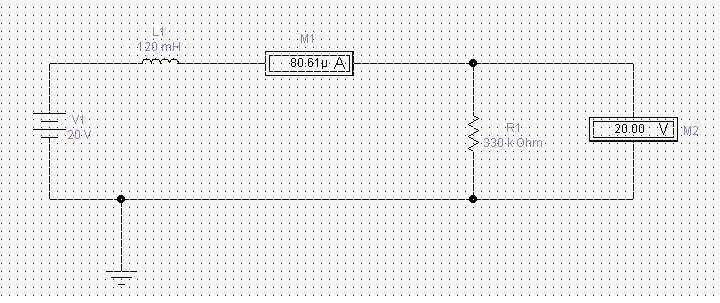 L1
120 mH
M1
80.61µ A
V1
20 V
R1
330 k Ohm
20.00 V
M2